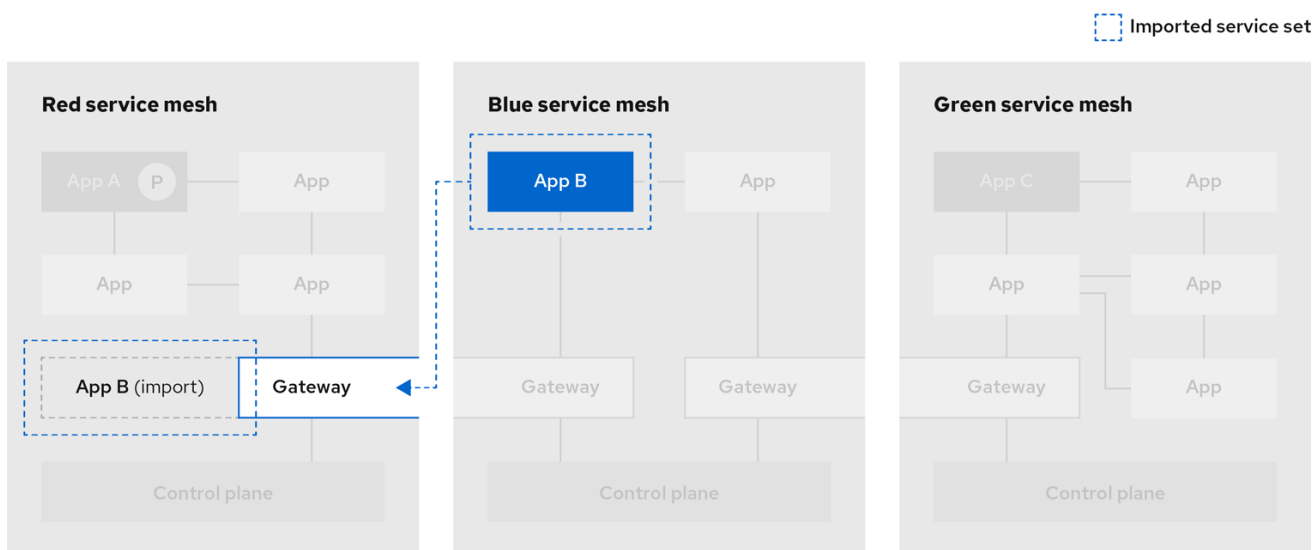 Imported service set
Red service mesh
App A
P
App
App
App
App B (import)
Gateway
Control plane
Blue service mesh
App B
App
Gateway
Gateway
Control plane
Green service mesh
App C
App
App
App
Gateway
App
Control plane